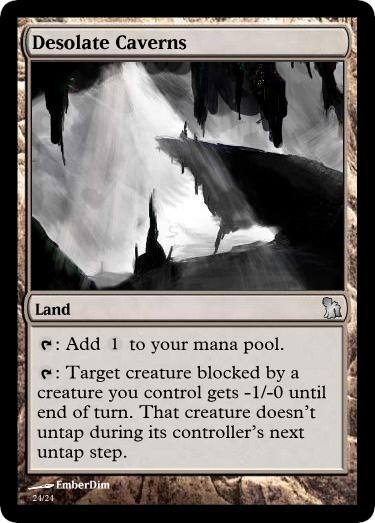 Desolate Caverns
Land
: Add 1 to your mana pool.
: Target creature blocked by a
creature you control gets -1/-0 until
end of turn. That creature doesn't
untap during its controller's next
untap step.
EmberDim
24/24